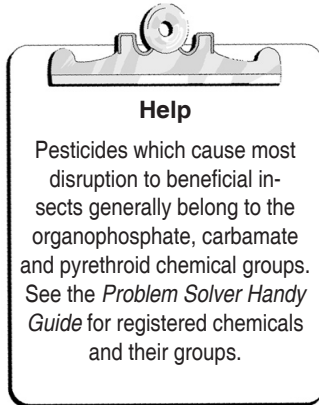 Help
Pesticides which cause most
disruption to beneficial in-
sects generally belong to the
organophosphate, carbamate
and pyrethroid chemical groups.
See the Problem Solver Handy
Guide for registered chemicals
and their groups.